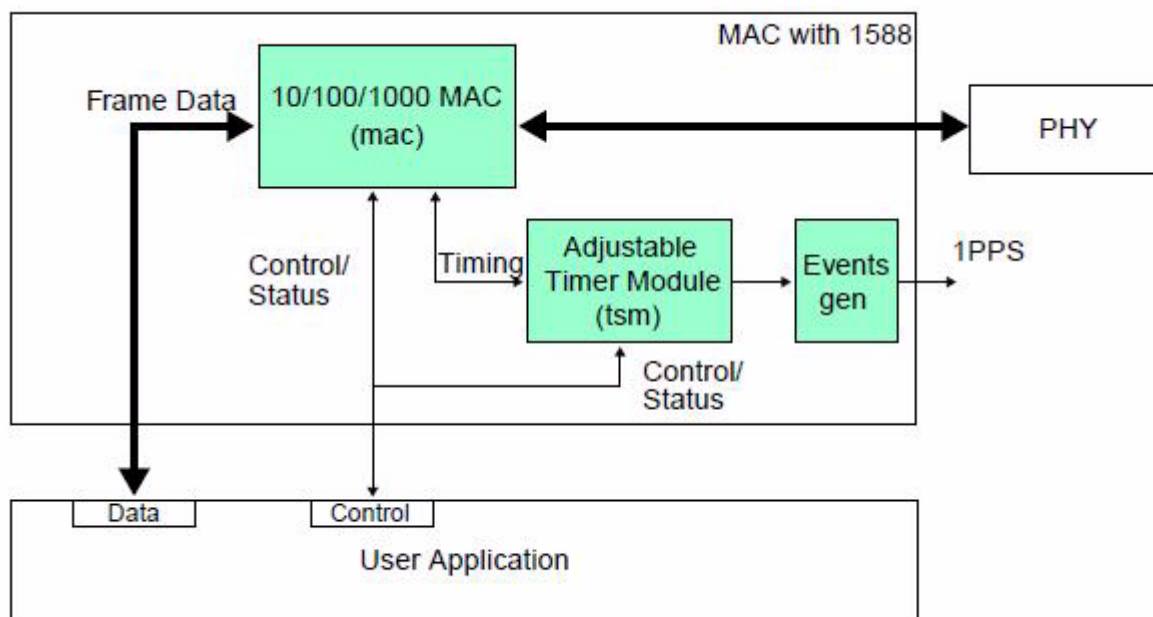 MAC with 1588
10/100/1000 MAC
(mac)
Frame Data
PHY
Control/
Status
Timing
Adjustable
Timer Module
(tsm)
Events
gen
1PPS
Control/
Status
Data
Control
User Application